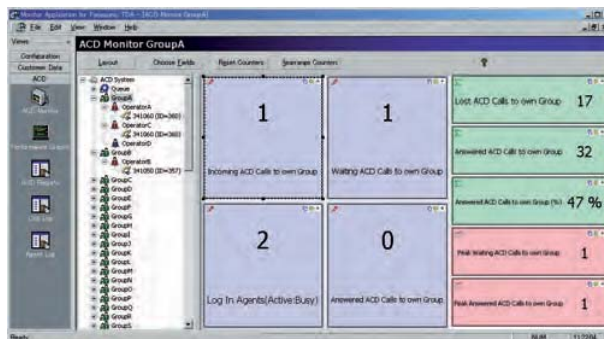 Monitor Application for Panasonic TDA - [ACD Monitor GroupA]
File Edit View Window Help
Views
ACD Monitor GroupA
Configuration
Customer Data
ACD
ACD Monitor
Performance Graph
ACD Reports
Agent List
Layout
Choose Fields
Reset Counters
Rearrange Counters
ACD System
Queue
GroupA
OperatorA
OperatorC
OperatorD
GroupB
OperatorB
GroupC
GroupD
GroupE
GroupF
GroupG
GroupH
GroupI
GroupJ
GroupK
GroupL
GroupM
GroupN
GroupO
GroupP
GroupQ
GroupR
GroupS
1
Incoming ACD Calls to own Group
1
Waiting ACD Calls to own Group
2
Log In Agents(Active:Busy)
0
Answered ACD Calls to own Group
Lost ACD Calls to own Group 17
Answered ACD Calls to own Group 32
Answered ACD Calls to own Group (%) 47 %
Peak Waiting ACD Calls to own Group 1
Peak Answered ACD Calls to own Group 1
Ready
NUM